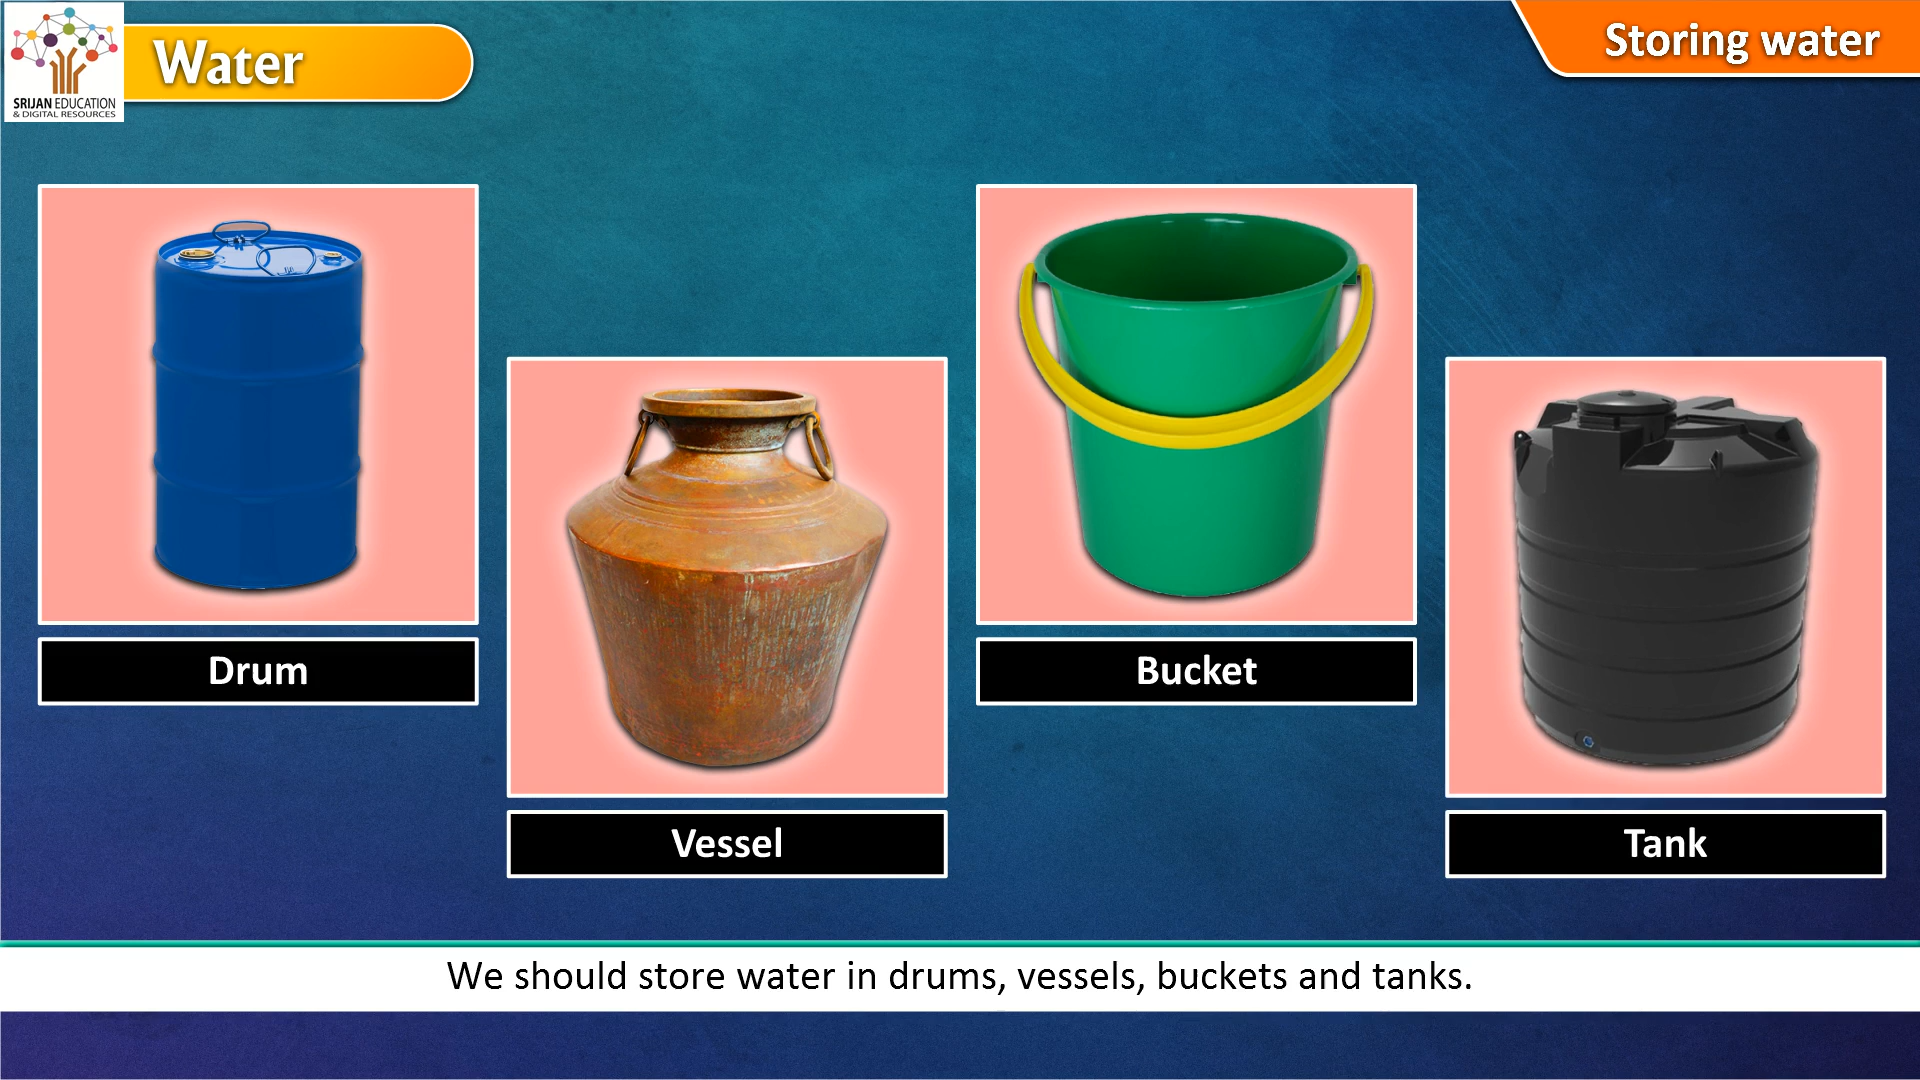 SRIJAN EDUCATION
& DIGITAL RESOURCES
Water
Storing water
Drum
Vessel
Bucket
Tank
We should store water in drums, vessels, buckets and tanks.